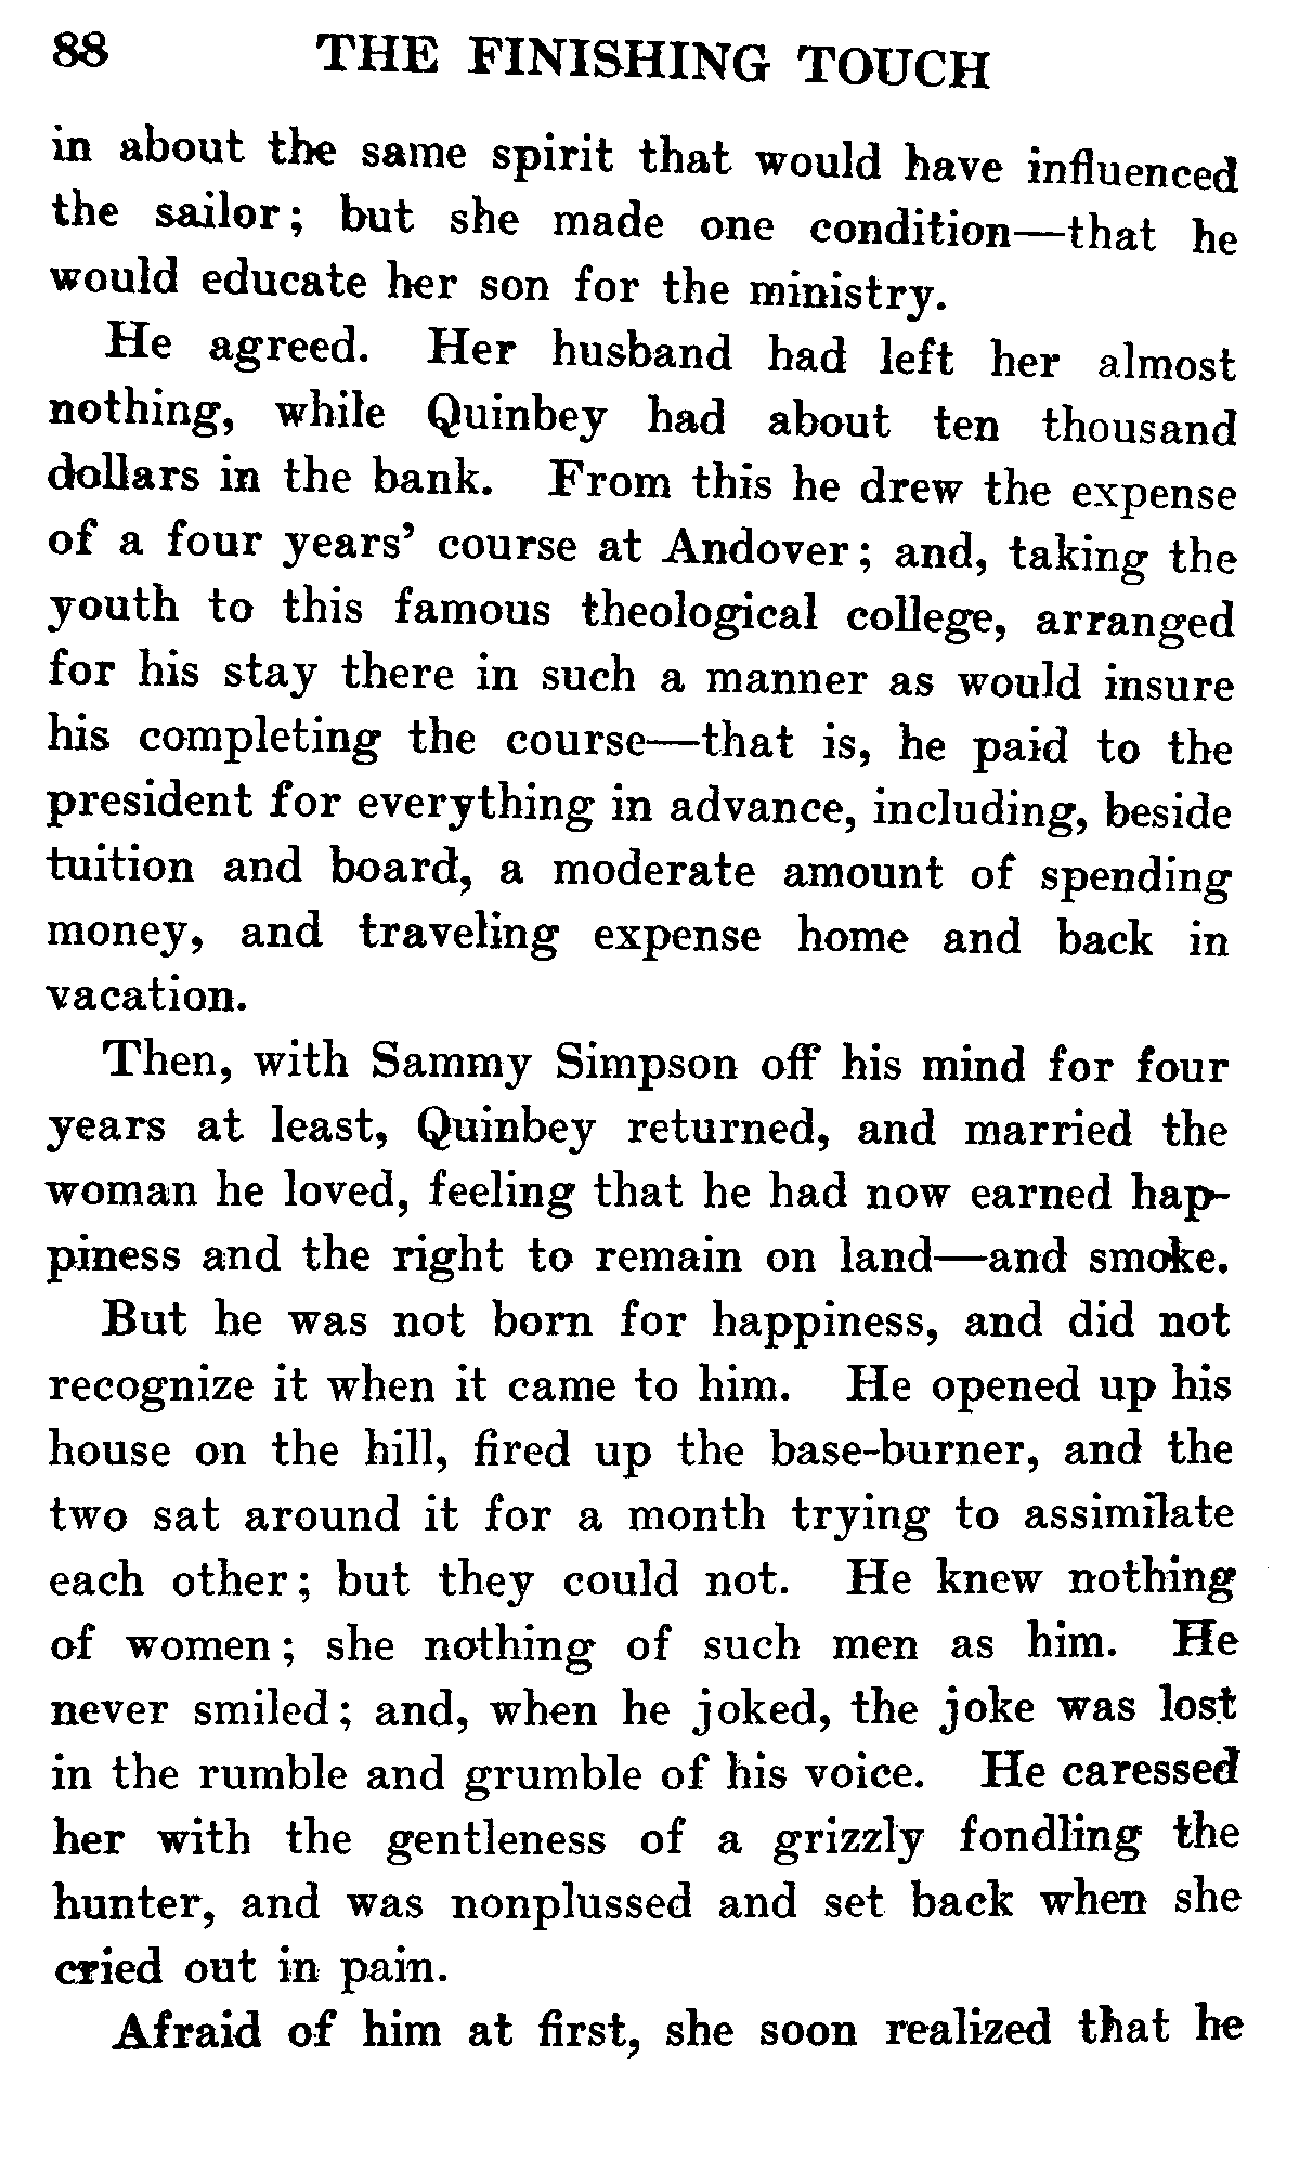 88 THE FINISHING TOUCH
in about the same spirit that would have influenced
the sailor; but she made one condition—that he
would educate her son for the ministry.
He agreed. Her husband had left her almost
nothing, while Quinbey had about ten thousand
dollars in the bank. From this he drew the expense
of a four years' course at Andover; and, taking the
youth to this famous theological college, arranged
for his stay there in such a manner as would insure
his completing the course—that is, he paid to the
president for everything in advance, including, beside
tuition and board, a moderate amount of spending
money, and traveling expense home and back in
vacation.
Then, with Sammy Simpson off his mind for four
years at least, Quinbey returned, and married the
woman he loved, feeling that he had now earned hap-
piness and the right to remain on land—and smoke.
But he was not born for happiness, and did not
recognize it when it came to him. He opened up his
house on the hill, fired up the base-burner, and the
two sat around it for a month trying to assimilate
each other; but they could not. He knew nothing
of women; she nothing of such men as him. He
never smiled; and, when he joked, the joke was lost
in the rumble and grumble of his voice. He caressed
her with the gentleness of a grizzly fondling the
hunter, and was nonplussed and set back when she
cried out in pain.
Afraid of him at first, she soon realized that he